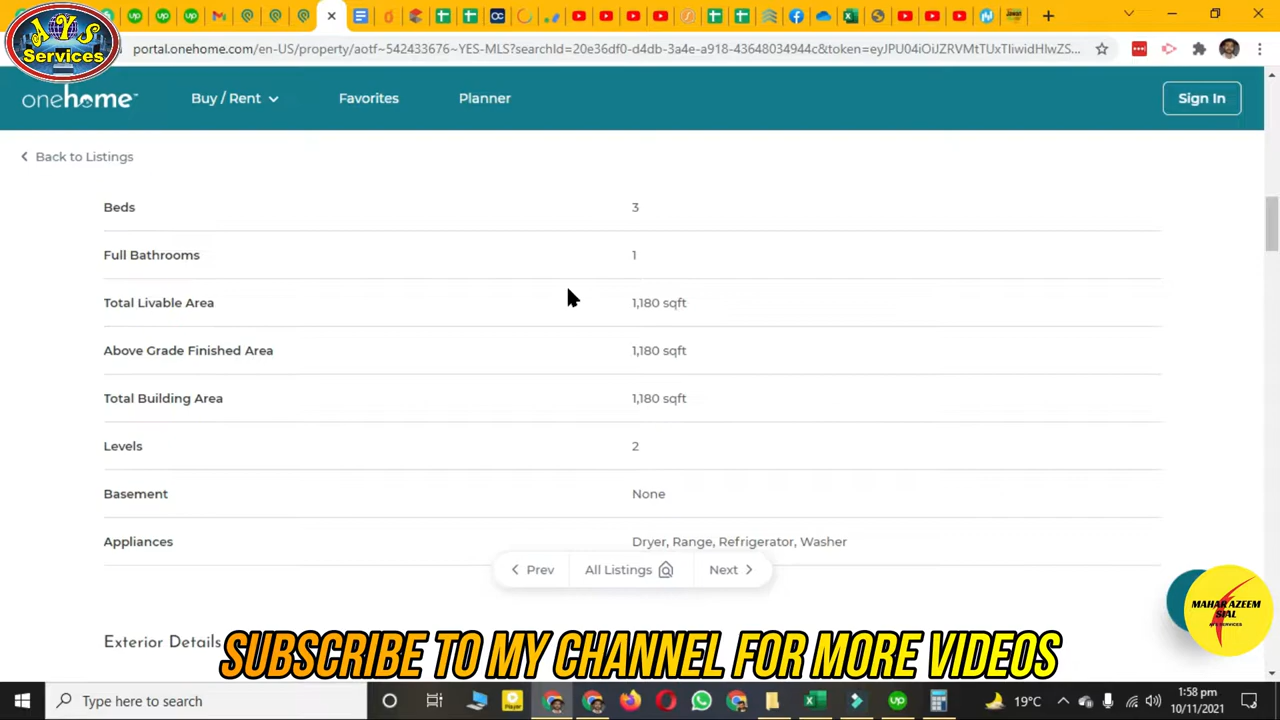 AYS
Services
portal.onehome.com/en-US/property/aotf~542433676~YES-MLS?searchId=20e36df0-d4db-3a4e-a918-43648034944c&token=eyJPU04iOiJZRVMtTUxTIiwidHlwZS...
onehome™
Buy / Rent
Favorites
Planner
Sign In
Back to Listings
Beds 3
Full Bathrooms 1
Total Livable Area 1,180 sqft
Above Grade Finished Area 1,180 sqft
Total Building Area 1,180 sqft
Levels 2
Basement None
Appliances Dryer, Range, Refrigerator, Washer
Prev All Listings Next
Exterior Details
MAHAR AZEEM
SIAL
AYS SERVICES
SUBSCRIBE TO MY CHANNEL FOR MORE VIDEOS
Type here to search
19°C
1:58 pm
10/11/2021